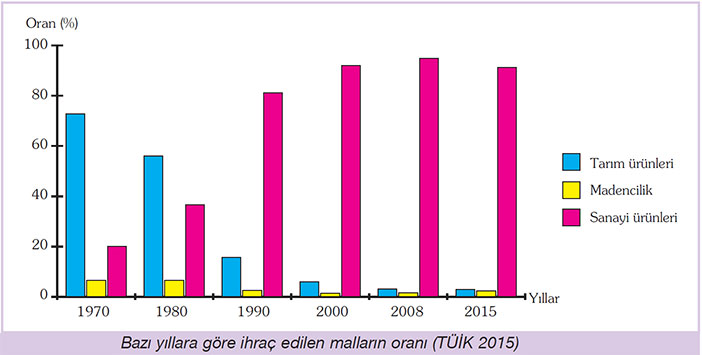 Oran (%)
100
80
60
40
20
0
1970 1980 1990 2000 2008 2015
Yıllar
Tarım ürünleri
Madencilik
Sanayi ürünleri
Bazı yıllara göre ihraç edilen malların oranı (TÜİK 2015)